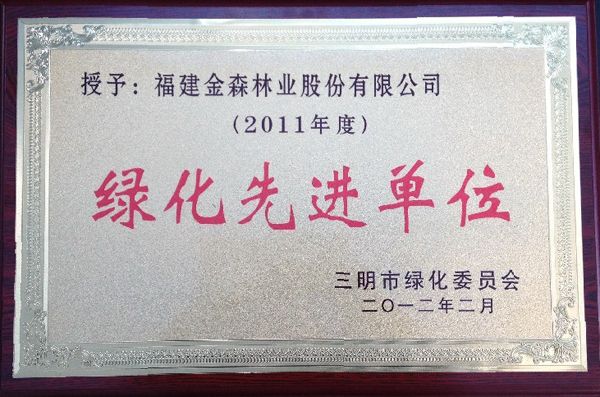 授予：福建金森林业股份有限公司
（2011年度）
绿化先进单位
三明市绿化委员会
二〇一二年二月